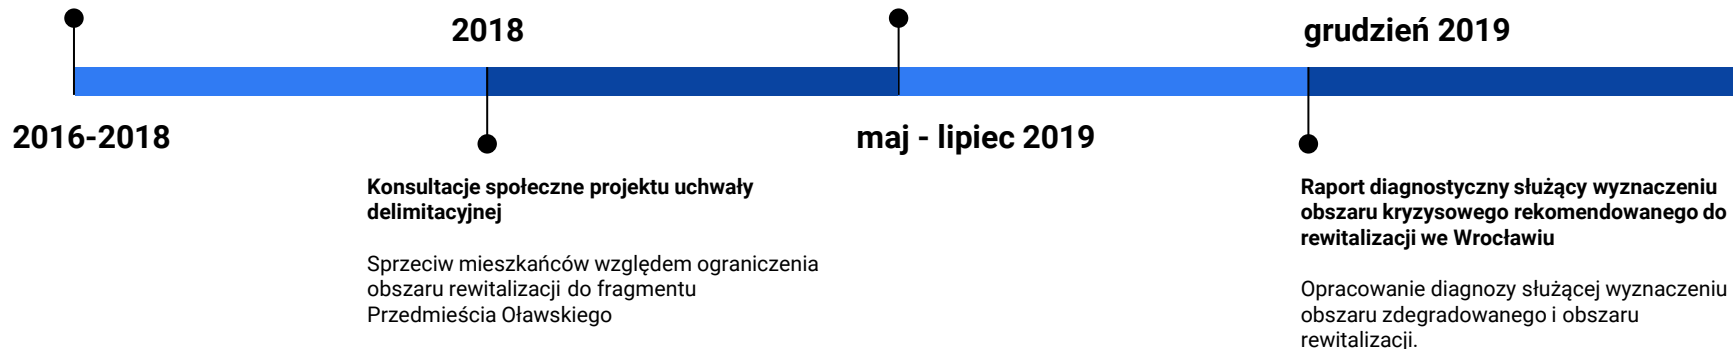 2018
grudzień 2019
2016-2018
maj - lipiec 2019
Konsultacje społeczne projektu uchwały
delimitacyjnej
Sprzeciw mieszkańców względem ograniczenia
obszaru rewitalizacji do fragmentu
Przedmieścia Oławskiego
Raport diagnostyczny służący wyznaczeniu
obszaru kryzysowego rekomendowanego do
rewitalizacji we Wrocławiu
Opracowanie diagnozy służącej wyznaczeniu
obszaru zdegradowanego i obszaru
rewitalizacji.